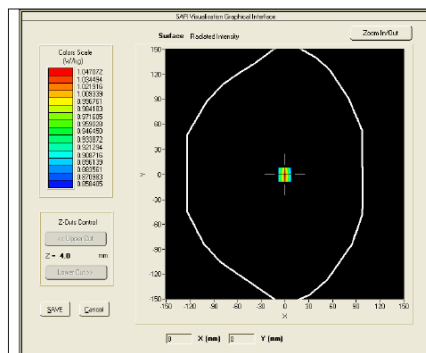 SAR Visualisation Graphical Interface
Surface Radiated Intensity
Zoom In/Out
Colors Scale
(W/kg)
1.047072
1.034494
1.021916
1.009339
0.996761
0.984183
0.971605
0.959028
0.946450
0.933872
0.921294
0.908716
0.896139
0.883561
0.870983
0.858405
Z-Cuts Control
<< Upper Cut
Z = 4.0 mm
Lower Cut >>
SAVE
Cancel
150
120
90
60
30
0
-30
-60
-90
-120
-150
Y
-150 -120 -90 -60 -30 0 30 60 90 120 150
X
0 X (mm) 0 Y (mm)